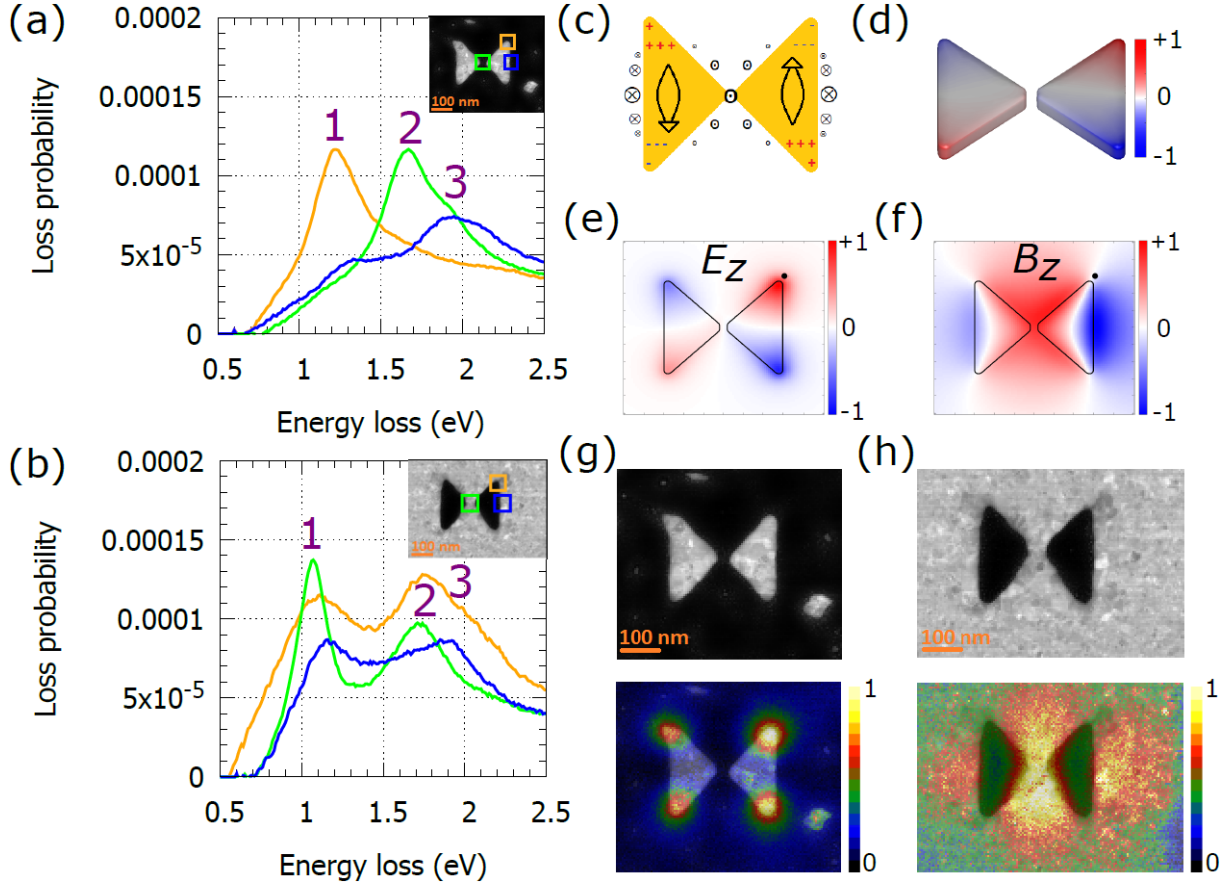 (a)
0.0002
0.00015
0.0001
5x10⁻⁵
0
Loss probability
1
2
3
100 nm
0.5
1
1.5
2
2.5
Energy loss (eV)
(b)
0.0002
0.00015
0.0001
5x10⁻⁵
0
Loss probability
1
2
3
100 nm
0.5
1
1.5
2
2.5
Energy loss (eV)
(c)
+
+++
---
-
---
+++
+
(d)
+1
0
-1
(e)
EZ
+1
0
-1
(f)
BZ
+1
0
-1
(g)
100 nm
1
0
(h)
100 nm
1
0